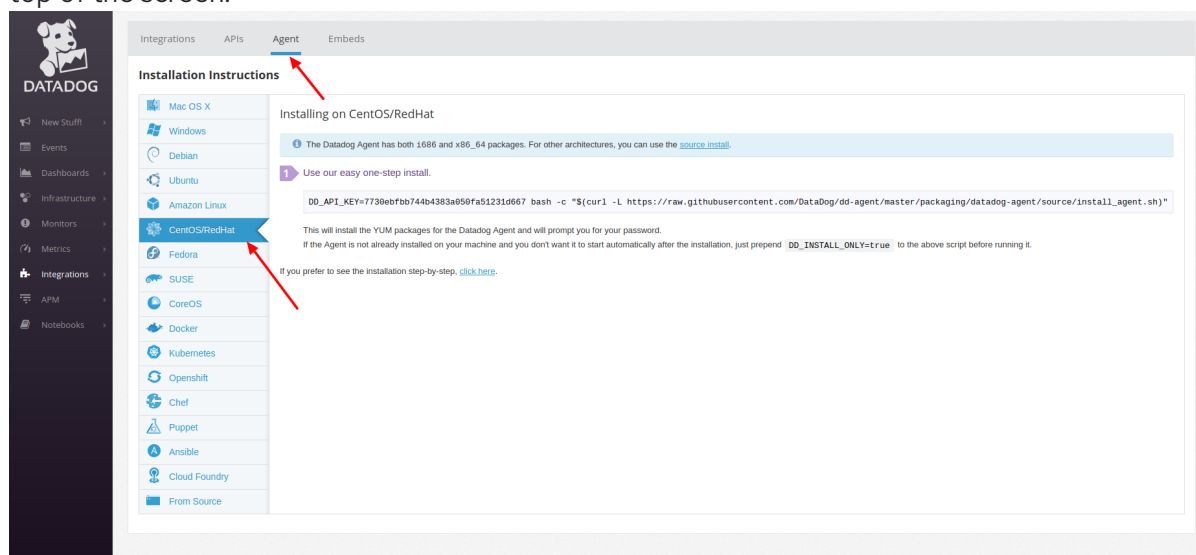 top of the screen.
DATADOG
New Stuff!
Events
Dashboards
Infrastructure
Monitors
Metrics
Integrations
APM
Notebooks
Integrations APIs Agent Embeds
Installation Instructions
Mac OS X
Windows
Debian
Ubuntu
Amazon Linux
CentOS/RedHat
Fedora
SUSE
CoreOS
Docker
Kubernetes
Openshift
Chef
Puppet
Ansible
Cloud Foundry
From Source
Installing on CentOS/RedHat
The Datadog Agent has both i686 and x86_64 packages. For other architectures, you can use the source install.
1 Use our easy one-step install.
DD_API_KEY=7730ebfbb744b4383a050fa51231d667 bash -c "$(curl -L https://raw.githubusercontent.com/DataDog/dd-agent/master/packaging/datadog-agent/source/install_agent.sh)"
This will install the YUM packages for the Datadog Agent and will prompt you for your password.
If the Agent is not already installed on your machine and you don't want it to start automatically after the installation, just prepend DD_INSTALL_ONLY=true to the above script before running it.
If you prefer to see the installation step-by-step, click here.